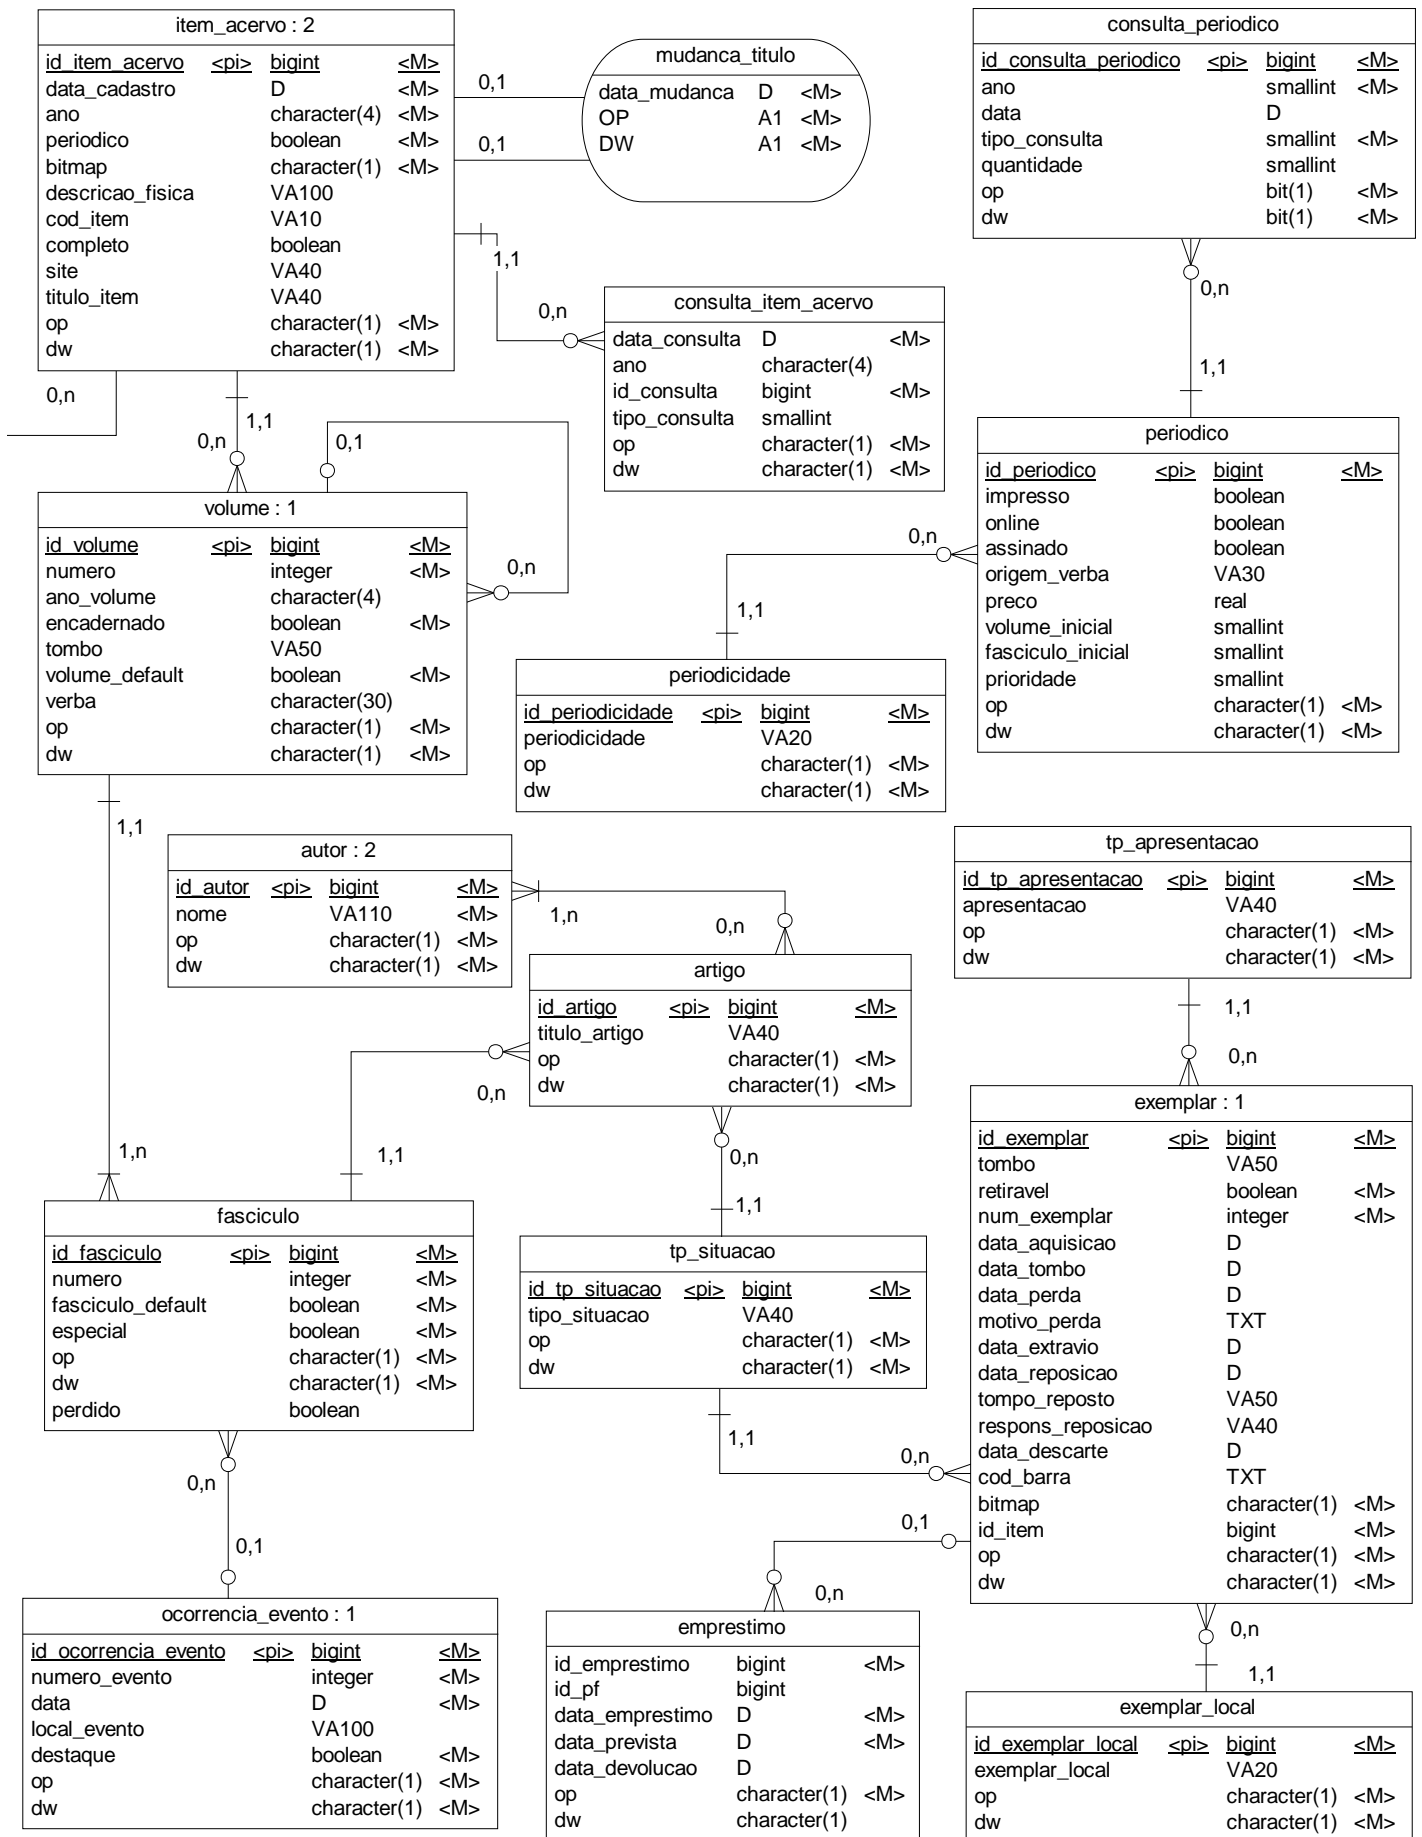 item_acervo : 2
id_item_acervo <pi> bigint <M>
data_cadastro D <M>
ano character(4) <M>
periodico boolean <M>
bitmap character(1) <M>
descricao_fisica VA100
cod_item VA10
completo boolean
site VA40
titulo_item VA40
op character(1) <M>
dw character(1) <M>
0,1
0,1
mudanca_titulo
data_mudanca D <M>
OP A1 <M>
DW A1 <M>
consulta_periodico
id_consulta_periodico <pi> bigint <M>
ano smallint <M>
data D
tipo_consulta smallint <M>
quantidade smallint
op bit(1) <M>
dw bit(1) <M>
0,n
1,1
1,1
0,n
consulta_item_acervo
data_consulta D <M>
ano character(4)
id_consulta bigint <M>
tipo_consulta smallint
op character(1) <M>
dw character(1) <M>
0,n
1,1
0,n
0,1
0,n
volume : 1
id_volume <pi> bigint <M>
numero integer <M>
ano_volume character(4)
encadernado boolean <M>
tombo VA50
volume_default boolean <M>
verba character(30)
op character(1) <M>
dw character(1) <M>
periodico
id_periodico <pi> bigint <M>
impresso boolean
online boolean
assinado boolean
origem_verba VA30
preco real
volume_inicial smallint
fasciculo_inicial smallint
prioridade smallint
op character(1) <M>
dw character(1) <M>
0,n
1,1
periodicidade
id_periodicidade <pi> bigint <M>
periodicidade VA20
op character(1) <M>
dw character(1) <M>
1,1
1,n
autor : 2
id_autor <pi> bigint <M>
nome VA110 <M>
op character(1) <M>
dw character(1) <M>
1,n
0,n
tp_apresentacao
id_tp_apresentacao <pi> bigint <M>
apresentacao VA40
op character(1) <M>
dw character(1) <M>
1,1
0,n
artigo
id_artigo <pi> bigint <M>
titulo_artigo VA40
op character(1) <M>
dw character(1) <M>
0,n
1,1
0,n
1,1
exemplar : 1
id_exemplar <pi> bigint <M>
tombo VA50
retiravel boolean <M>
num_exemplar integer <M>
data_aquisicao D
data_tombo D
data_perda D
motivo_perda TXT
data_extravio D
data_reposicao D
tompo_reposto VA50
respons_reposicao VA40
data_descarte D
cod_barra TXT
bitmap character(1) <M>
id_item bigint <M>
op character(1) <M>
dw character(1) <M>
fasciculo
id_fasciculo <pi> bigint <M>
numero integer <M>
fasciculo_default boolean <M>
especial boolean <M>
op character(1) <M>
dw character(1) <M>
perdido boolean
tp_situacao
id_tp_situacao <pi> bigint <M>
tipo_situacao VA40
op character(1) <M>
dw character(1) <M>
1,1
0,n
0,n
0,1
0,1
0,n
0,n
1,1
ocorrencia_evento : 1
id_ocorrencia_evento <pi> bigint <M>
numero_evento integer <M>
data D <M>
local_evento VA100
destaque boolean <M>
op character(1) <M>
dw character(1) <M>
emprestimo
id_emprestimo bigint <M>
id_pf bigint
data_emprestimo D <M>
data_prevista D <M>
data_devolucao D
op character(1) <M>
dw character(1)
exemplar_local
id_exemplar_local <pi> bigint <M>
exemplar_local VA20
op character(1) <M>
dw character(1) <M>